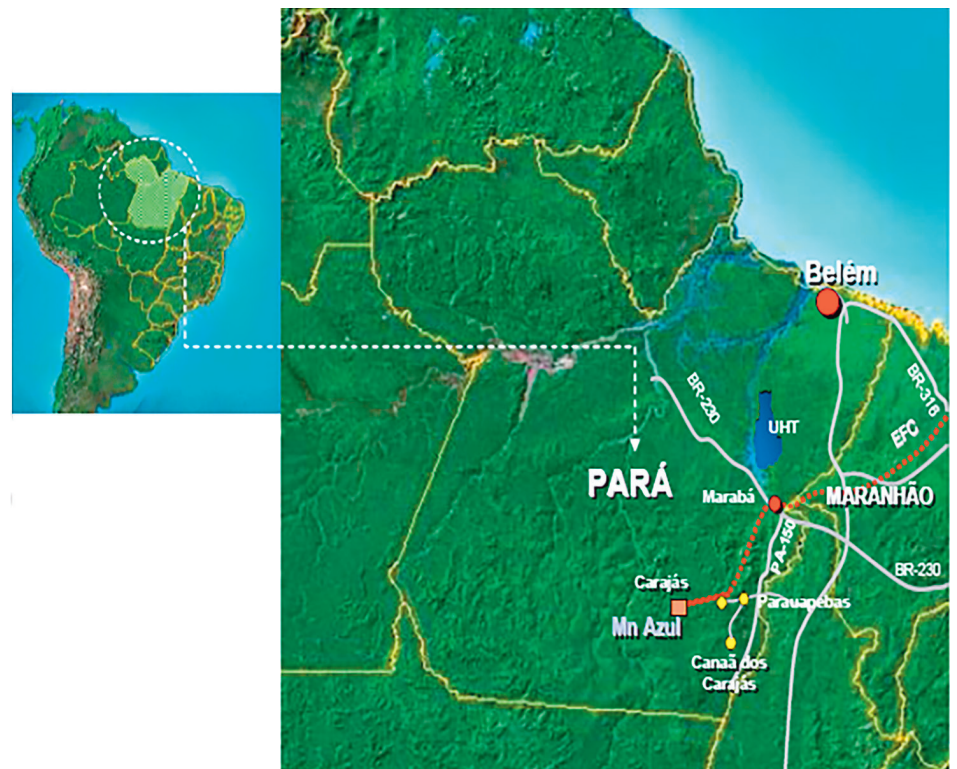 Belém
BR-316
BR-230
EFC
UHT
PARÁ
Marabá
MARANHÃO
PA-150
BR-230
Carajás
Parauapebas
Mn Azul
Canaã dos
Carajás